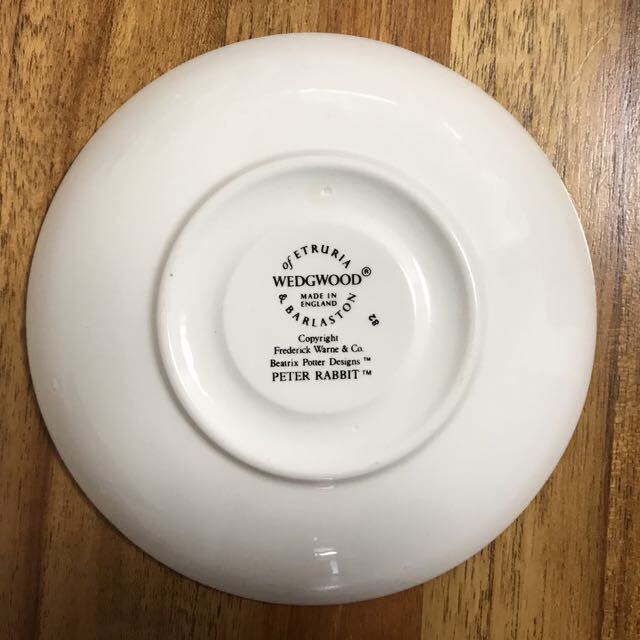 of ETRURIA
WEDGWOOD®
MADE IN
ENGLAND
& BARLASTON
82
Copyright
Frederick Warne & Co.
Beatrix Potter Designs™
PETER RABBIT™